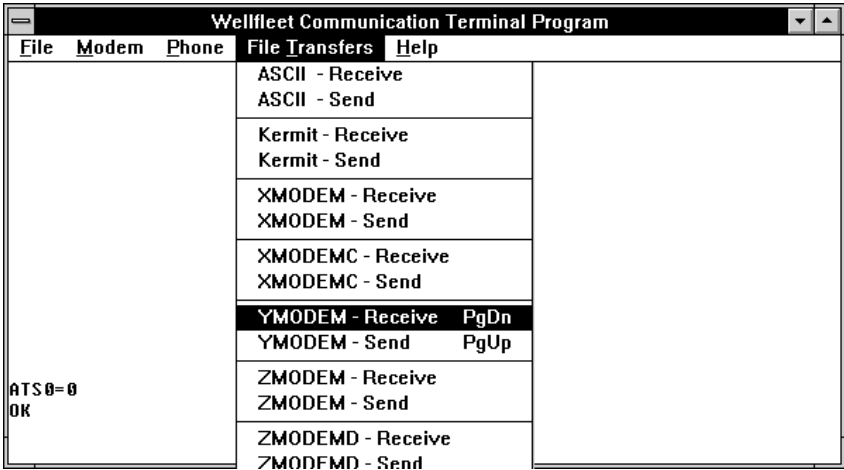 Wellfleet Communication Terminal Program
File Modem Phone File Transfers Help
ASCII - Receive
ASCII - Send
Kermit - Receive
Kermit - Send
XMODEM - Receive
XMODEM - Send
XMODEMC - Receive
XMODEMC - Send
YMODEM - Receive PgDn
YMODEM - Send PgUp
ZMODEM - Receive
ZMODEM - Send
ZMODEMD - Receive
ZMODEMD - Send
ATS0=0
OK